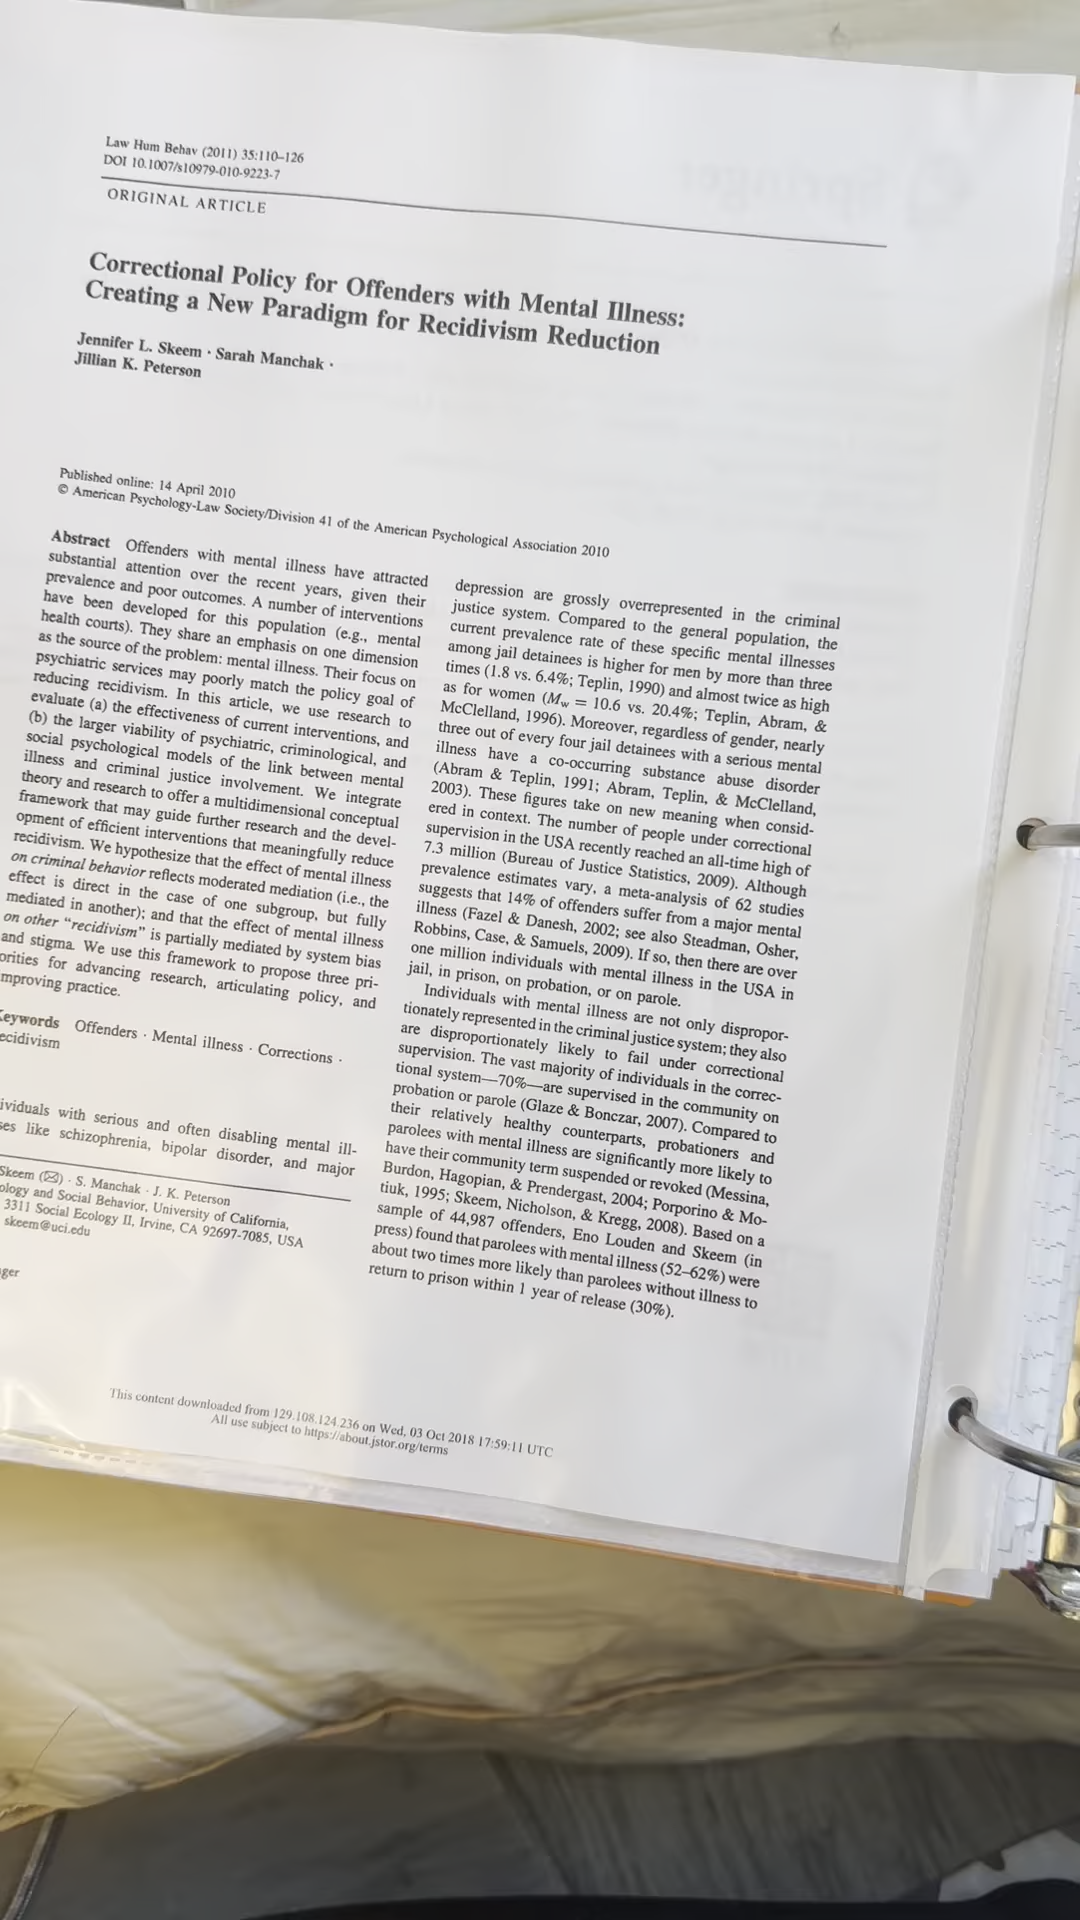 Law Hum Behav (2011) 35:110–126
DOI 10.1007/s10979-010-9223-7
ORIGINAL ARTICLE
Correctional Policy for Offenders with Mental Illness:
Creating a New Paradigm for Recidivism Reduction
Jennifer L. Skeem · Sarah Manchak ·
Jillian K. Peterson
Published online: 14 April 2010
© American Psychology-Law Society/Division 41 of the American Psychological Association 2010
Abstract Offenders with mental illness have attracted
substantial attention over the recent years, given their
prevalence and poor outcomes. A number of interventions
have been developed for this population (e.g., mental
health courts). They share an emphasis on one dimension
as the source of the problem: mental illness. Their focus on
psychiatric services may poorly match the policy goal of
reducing recidivism. In this article, we use research to
evaluate (a) the effectiveness of current interventions, and
(b) the larger viability of psychiatric, criminological, and
social psychological models of the link between mental
illness and criminal justice involvement. We integrate
theory and research to offer a multidimensional conceptual
framework that may guide further research and the devel-
opment of efficient interventions that meaningfully reduce
recidivism. We hypothesize that the effect of mental illness
on criminal behavior reflects moderated mediation (i.e., the
effect is direct in the case of one subgroup, but fully
mediated in another); and that the effect of mental illness
on other "recidivism" is partially mediated by system bias
and stigma. We use this framework to propose three pri-
orities for advancing research, articulating policy, and
mproving practice.
Keywords Offenders · Mental illness · Corrections ·
ecidivism
ividuals with serious and often disabling mental ill-
ses like schizophrenia, bipolar disorder, and major
Skeem (✉) · S. Manchak · J. K. Peterson
ology and Social Behavior, University of California,
3311 Social Ecology II, Irvine, CA 92697-7085, USA
skeem@uci.edu
ger
depression are grossly overrepresented in the criminal
justice system. Compared to the general population, the
current prevalence rate of these specific mental illnesses
among jail detainees is higher for men by more than three
times (1.8 vs. 6.4%; Teplin, 1990) and almost twice as high
as for women (Mw = 10.6 vs. 20.4%; Teplin, Abram, &
McClelland, 1996). Moreover, regardless of gender, nearly
three out of every four jail detainees with a serious mental
illness have a co-occurring substance abuse disorder
(Abram & Teplin, 1991; Abram, Teplin, & McClelland,
2003). These figures take on new meaning when consid-
ered in context. The number of people under correctional
supervision in the USA recently reached an all-time high of
7.3 million (Bureau of Justice Statistics, 2009). Although
prevalence estimates vary, a meta-analysis of 62 studies
suggests that 14% of offenders suffer from a major mental
illness (Fazel & Danesh, 2002; see also Steadman, Osher,
Robbins, Case, & Samuels, 2009). If so, then there are over
one million individuals with mental illness in the USA in
jail, in prison, on probation, or on parole.
Individuals with mental illness are not only dispropor-
tionately represented in the criminal justice system; they also
are disproportionately likely to fail under correctional
supervision. The vast majority of individuals in the correc-
tional system—70%—are supervised in the community on
probation or parole (Glaze & Bonczar, 2007). Compared to
their relatively healthy counterparts, probationers and
parolees with mental illness are significantly more likely to
have their community term suspended or revoked (Messina,
Burdon, Hagopian, & Prendergast, 2004; Porporino & Mo-
tiuk, 1995; Skeem, Nicholson, & Kregg, 2008). Based on a
sample of 44,987 offenders, Eno Louden and Skeem (in
press) found that parolees with mental illness (52–62%) were
about two times more likely than parolees without illness to
return to prison within 1 year of release (30%).
This content downloaded from 129.108.124.236 on Wed, 03 Oct 2018 17:59:11 UTC
All use subject to https://about.jstor.org/terms